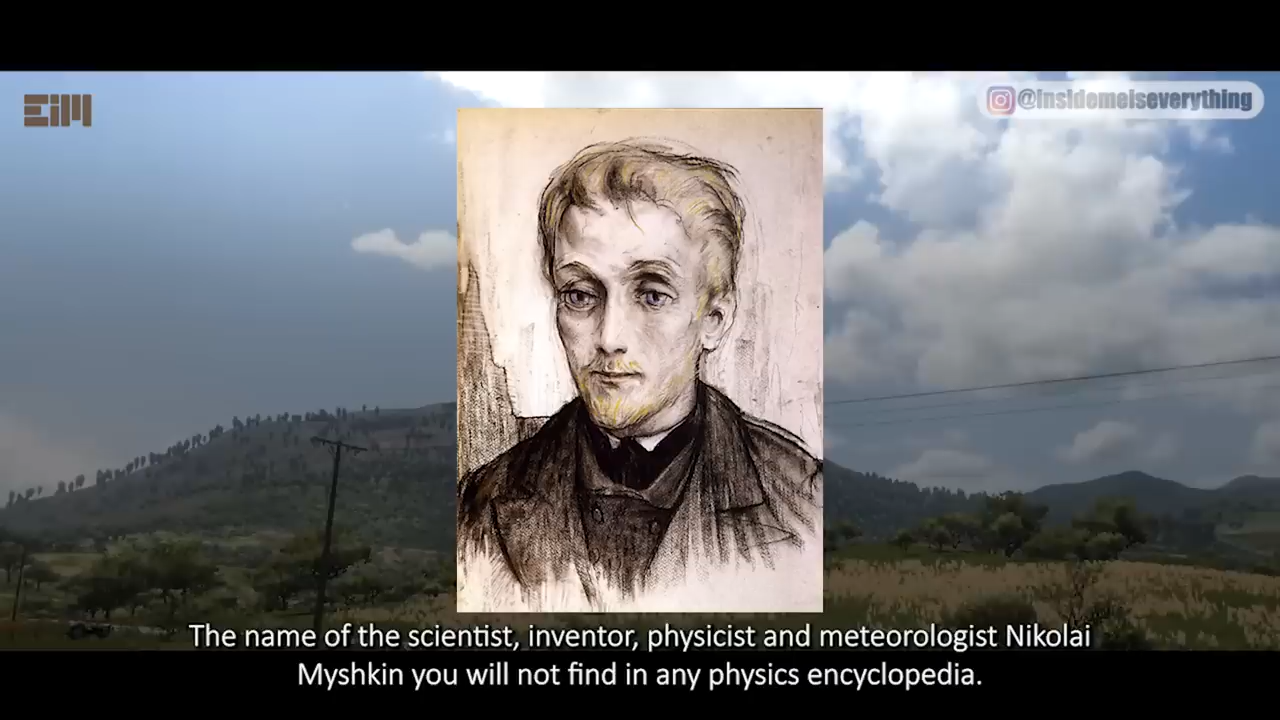 EiM
@insidemeiseverything
The name of the scientist, inventor, physicist and meteorologist Nikolai
Myshkin you will not find in any physics encyclopedia.